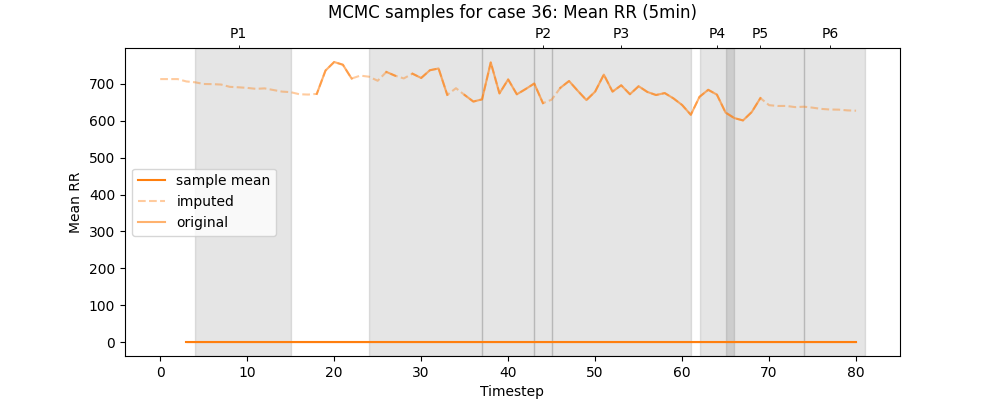 MCMC samples for case 36: Mean RR (5min)
P1 P2 P3 P4 P5 P6
700
600
500
400
300
200
100
0
Mean RR
sample mean
imputed
original
0 10 20 30 40 50 60 70 80
Timestep